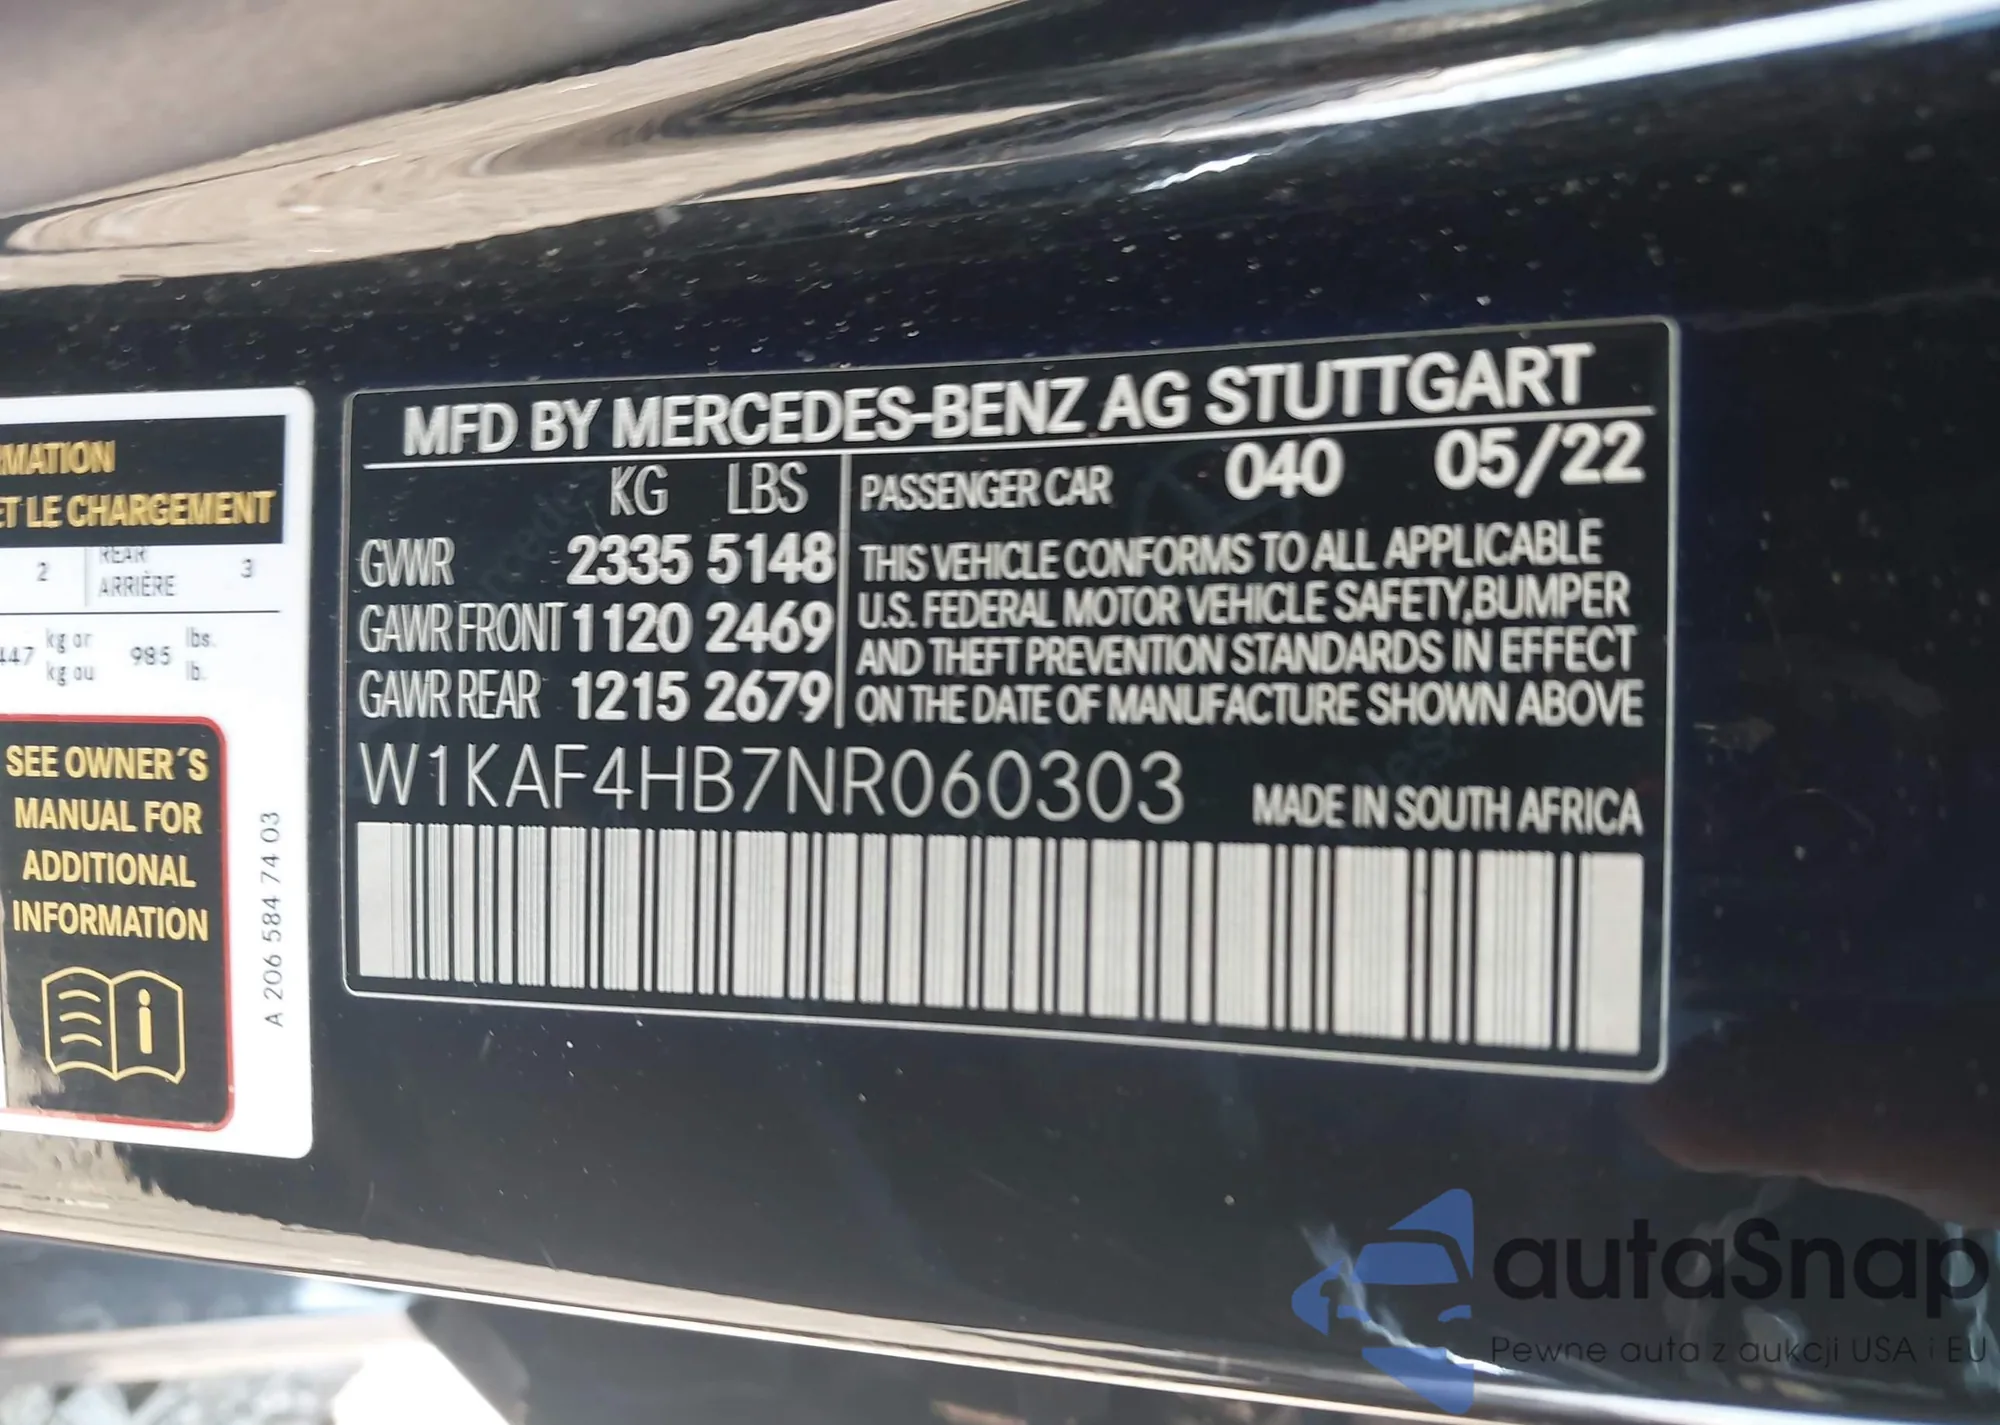 RMATION
ET LE CHARGEMENT
2 REAR 3
ARRIÈRE
447 kg or 985 lbs.
kg ou lb.
SEE OWNER´S
MANUAL FOR
ADDITIONAL
INFORMATION
A 206 584 74 03
MFD BY MERCEDES-BENZ AG STUTTGART
KG LBS
GVWR 2335 5148
GAWR FRONT 1120 2469
GAWR REAR 1215 2679
PASSENGER CAR 040 05/22
THIS VEHICLE CONFORMS TO ALL APPLICABLE
U.S. FEDERAL MOTOR VEHICLE SAFETY,BUMPER
AND THEFT PREVENTION STANDARDS IN EFFECT
ON THE DATE OF MANUFACTURE SHOWN ABOVE
W1KAF4HB7NR060303
MADE IN SOUTH AFRICA
autaSnap
Pewne auta z aukcji USA i EU